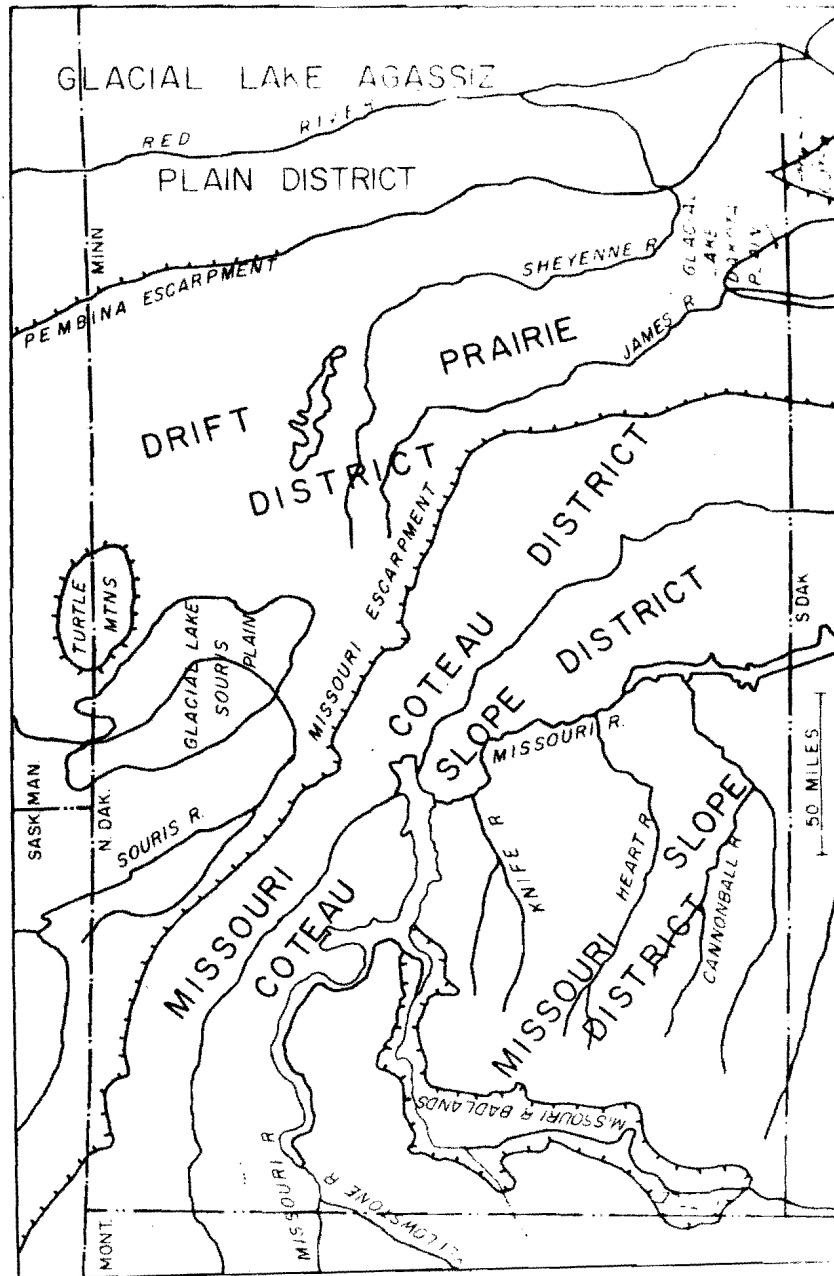 GLACIAL LAKE AGASSIZ
RED RIVER
PLAIN DISTRICT
MINN
PEMBINA ESCARPMENT
SHEYENNE R.
GLACIAL
LAKE
DAKOTA
PLAIN
JAMES R.
PRAIRIE
DRIFT
DISTRICT
MISSOURI ESCARPMENT
TURTLE
MTNS
GLACIAL LAKE
SOURIS
PLAIN
DISTRICT
COTEAU
DISTRICT
SLOPE
S DAK
SASK
MAN.
N. DAK.
SOURIS R.
MISSOURI R.
50 MILES
MISSOURI
COTEAU
KNIFE R
HEART R.
SLOPE
CANNONBALL R
MISSOURI
DISTRICT
MISSOURI R BADLANDS
MISSOURI R
YELLOWSTONE R
MONT.